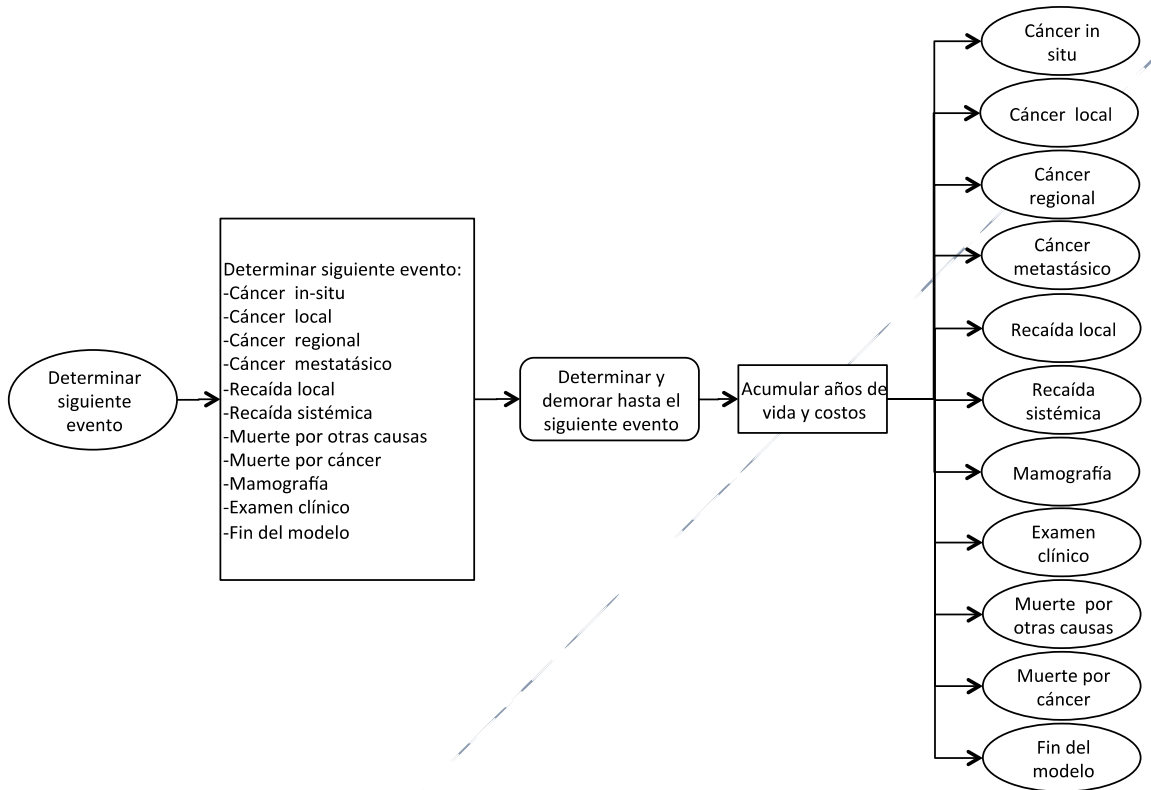 Determinar
siguiente
evento
Determinar siguiente evento:
-Cáncer in-situ
-Cáncer local
-Cáncer regional
-Cáncer mestatásico
-Recaída local
-Recaída sistémica
-Muerte por otras causas
-Muerte por cáncer
-Mamografía
-Examen clínico
-Fin del modelo
Determinar y
demorar hasta el
siguiente evento
Acumular años de
vida y costos
Cáncer in
situ
Cáncer local
Cáncer
regional
Cáncer
metastásico
Recaída local
Recaída
sistémica
Mamografía
Examen
clínico
Muerte por
otras causas
Muerte por
cáncer
Fin del
modelo